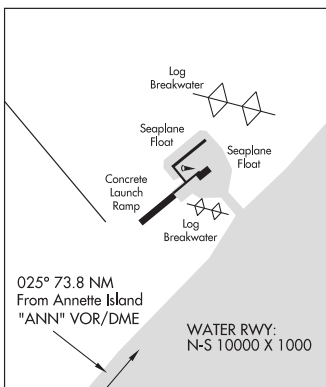 Log
Breakwater
Seaplane
Float
Seaplane
Float
Concrete
Launch
Ramp
Log
Breakwater
025° 73.8 NM
From Annette Island
"ANN" VOR/DME
WATER RWY:
N-S 10000 X 1000